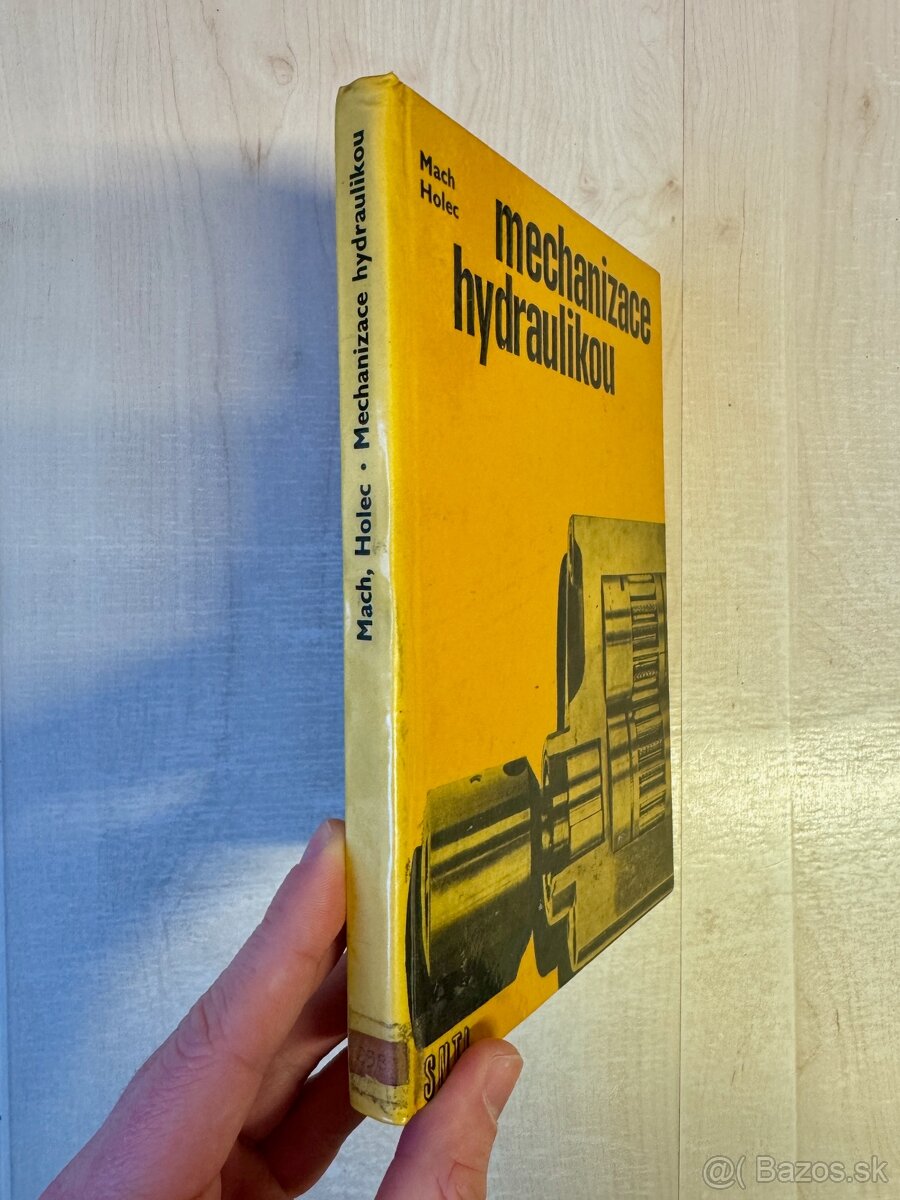 Mach, Holec • Mechanizace hydraulikou
Mach
Holec
mechanizace
hydraulikou
SNTL
@( Bazos.sk